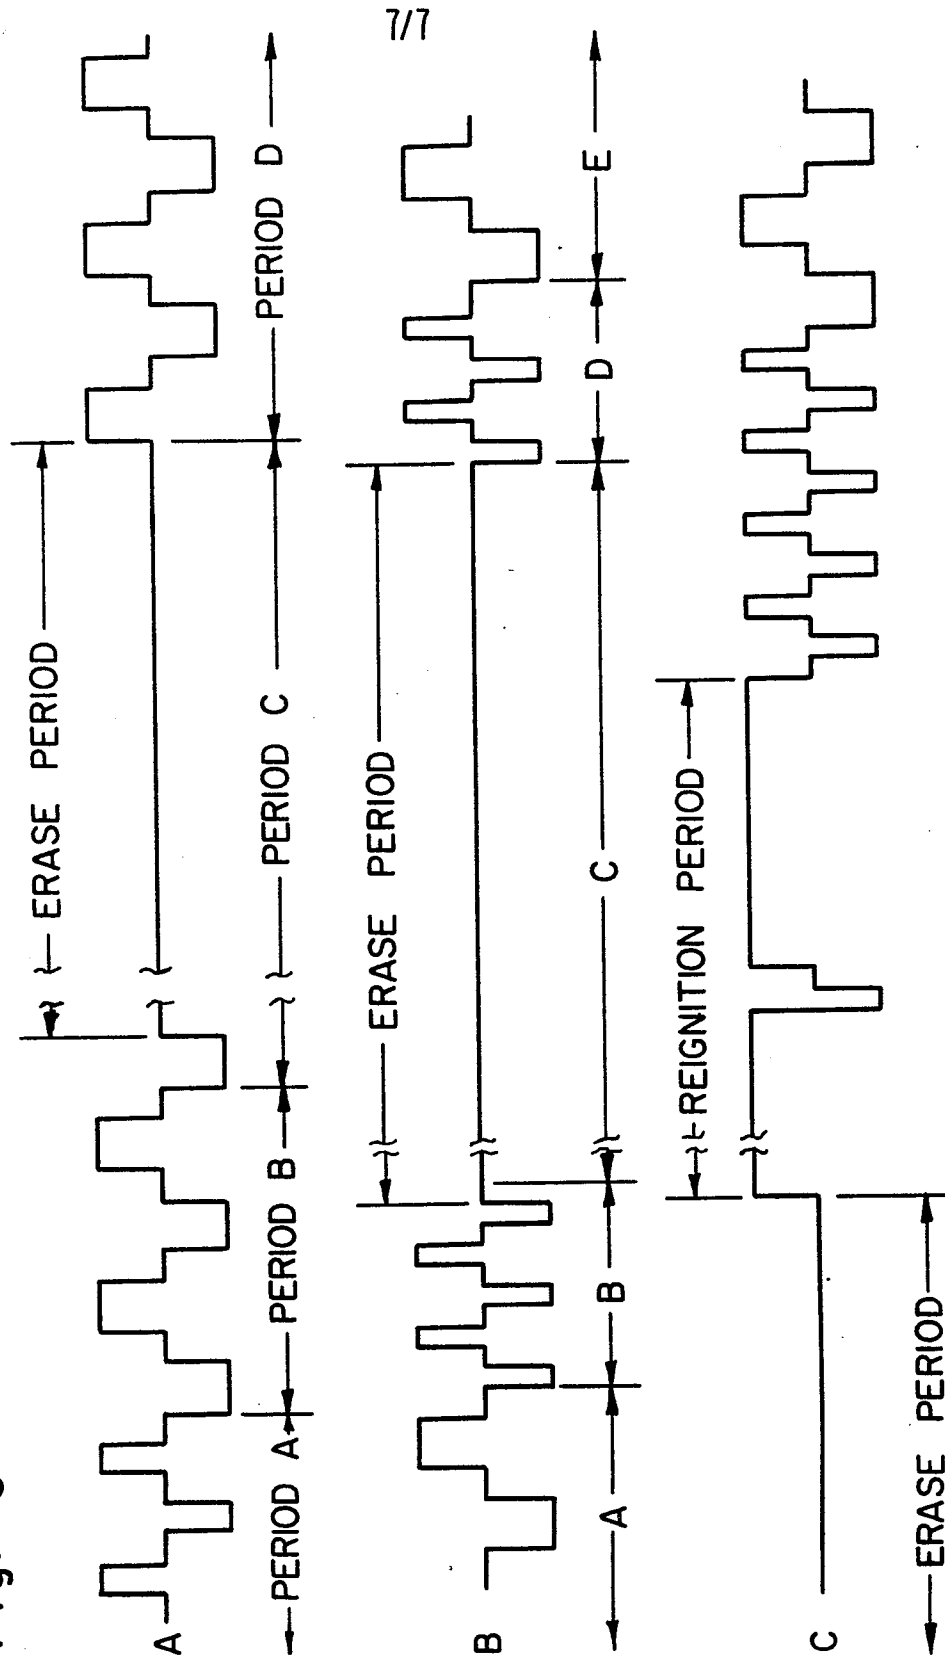 7/7
ERASE PERIOD
A
PERIOD A
PERIOD B
PERIOD C
PERIOD D
ERASE PERIOD
B
A
B
C
D
E
REIGNITION PERIOD
C
ERASE PERIOD